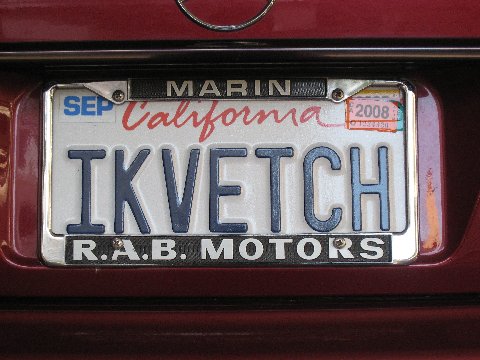 MARIN
SEP California 2008
IKVETCH
R.A.B. MOTORS